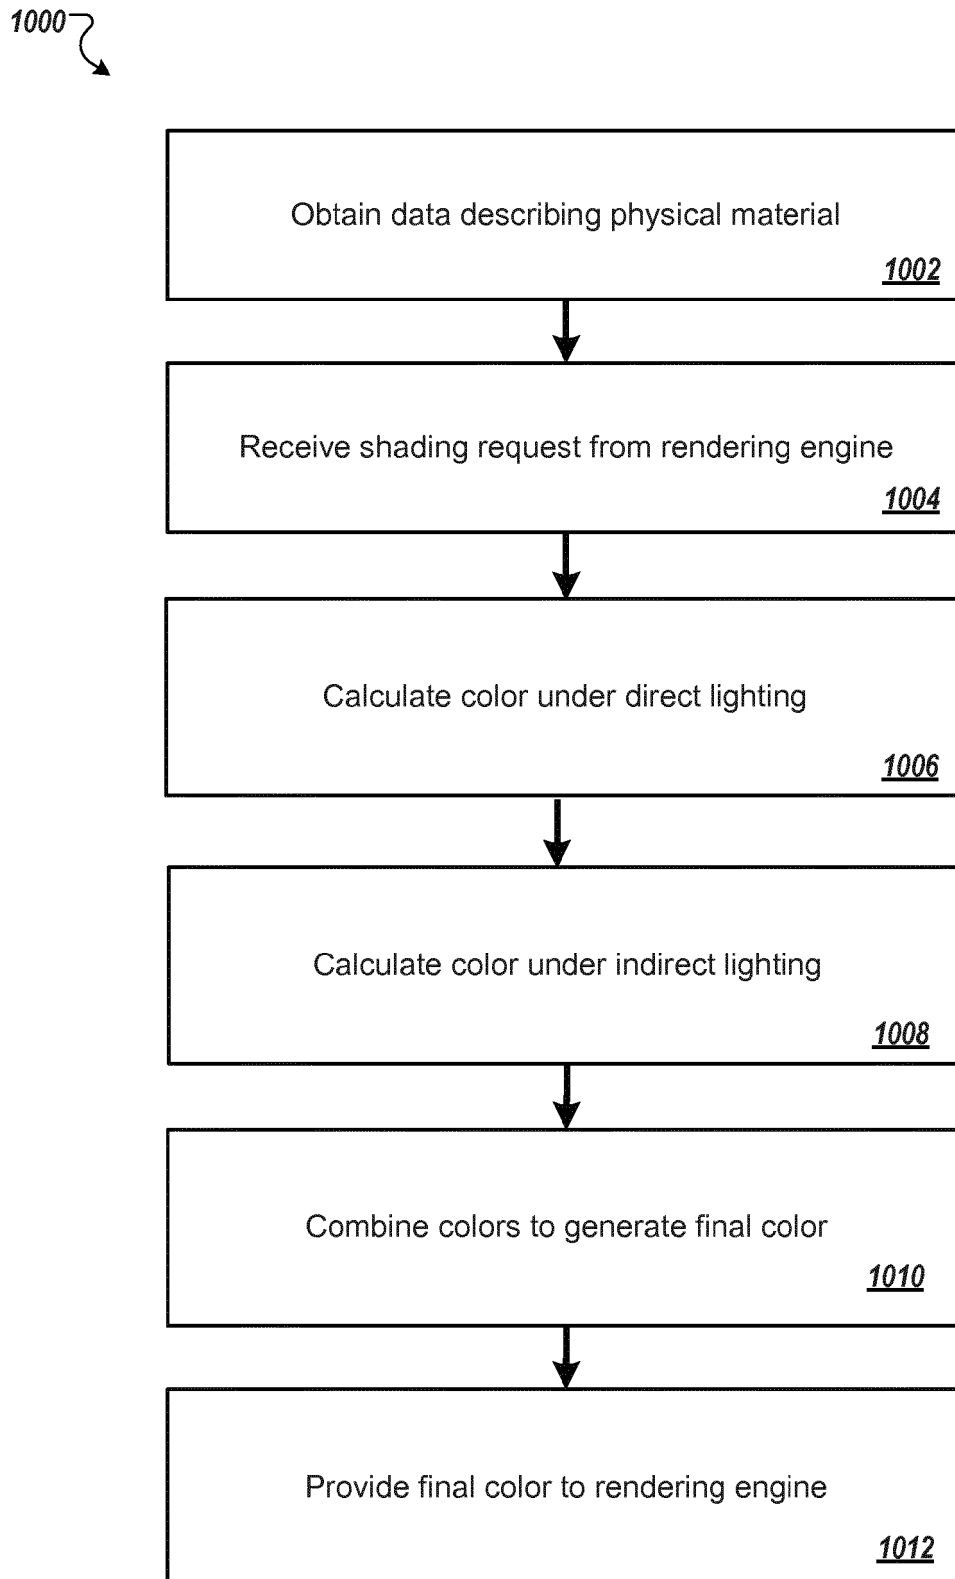 1000
Obtain data describing physical material
1002
Receive shading request from rendering engine
1004
Calculate color under direct lighting
1006
Calculate color under indirect lighting
1008
Combine colors to generate final color
1010
Provide final color to rendering engine
1012